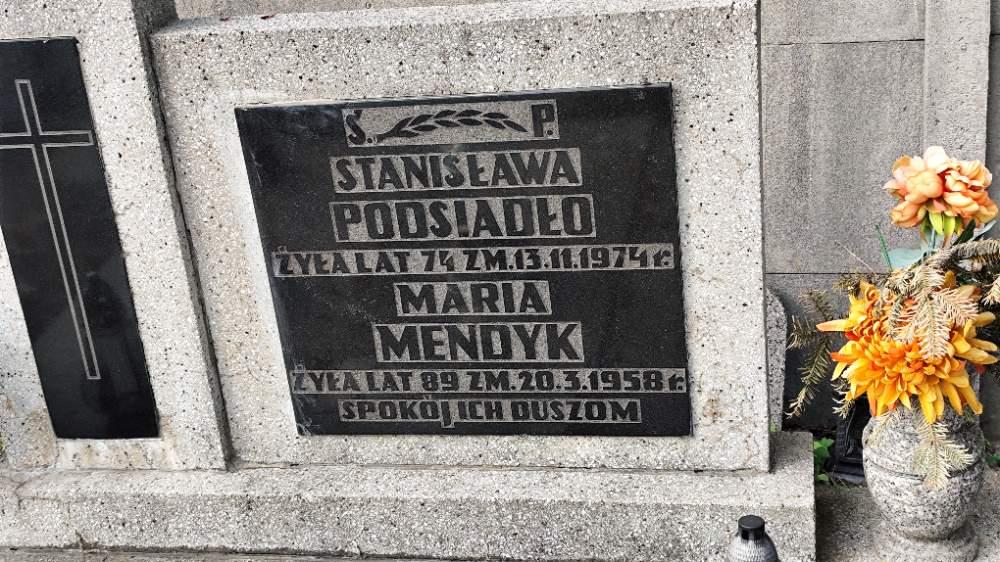 Ś. P.
STANISŁAWA
PODSIADŁO
ŻYŁA LAT 74 ZM.13.11.1974 r.
MARIA
MENDYK
ŻYŁA LAT 89 ZM.20.3.1958 r.
SPOKOJ ICH DUSZOM